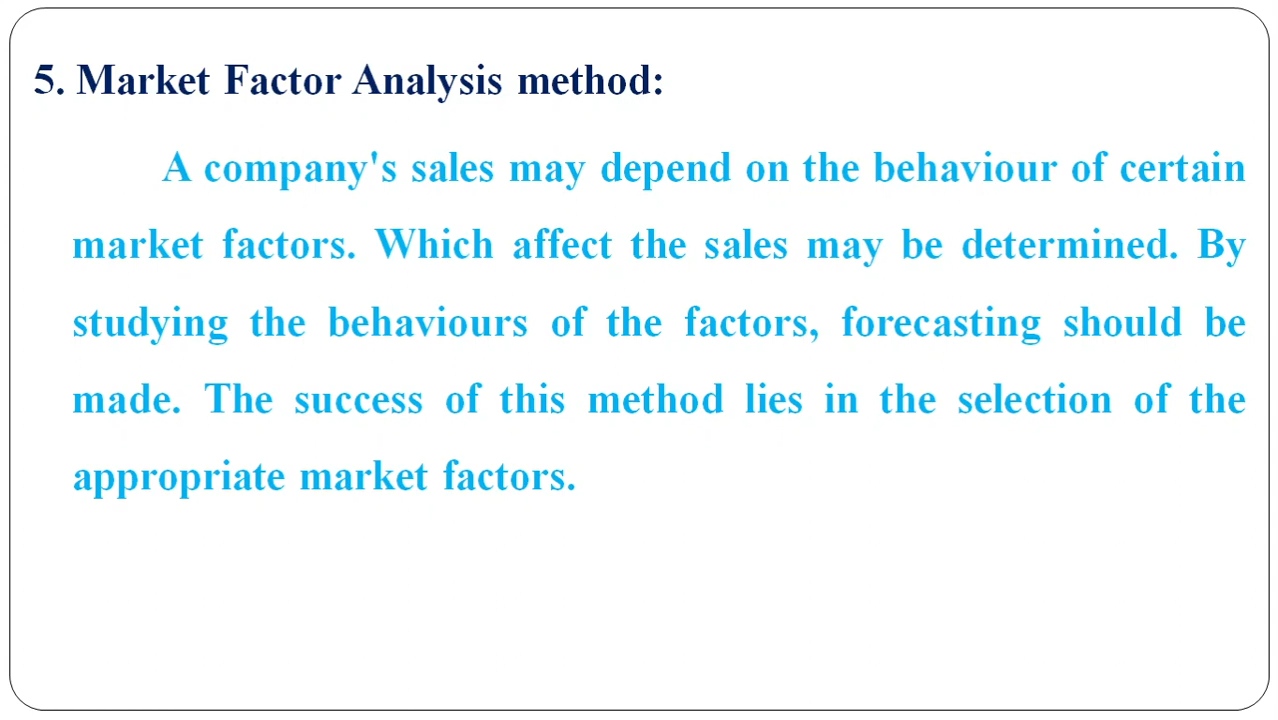 5. Market Factor Analysis method:
A company's sales may depend on the behaviour of certain
market factors. Which affect the sales may be determined. By
studying the behaviours of the factors, forecasting should be
made. The success of this method lies in the selection of the
appropriate market factors.